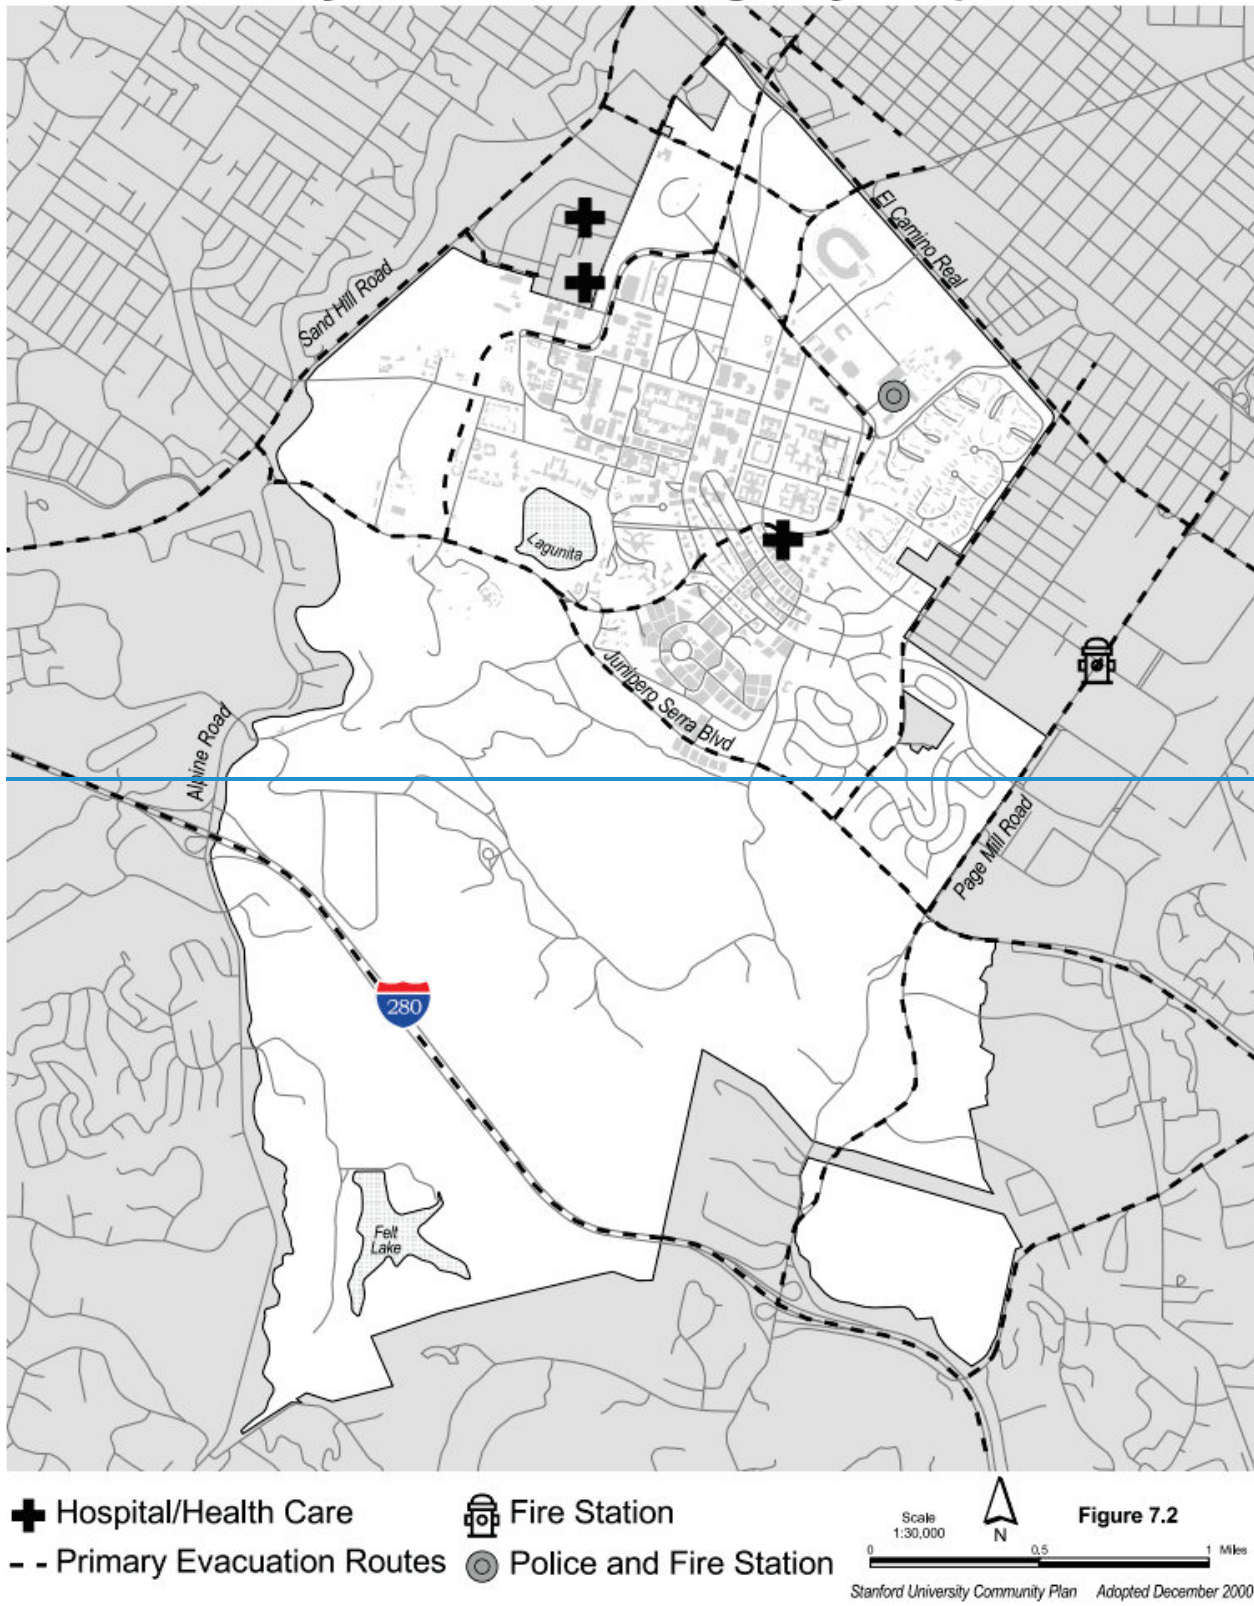 El Camino Real
Sand Hill Road
Lagunita
Junipero Serra Blvd
Alpine Road
Page Mill Road
280
Felt
Lake
Hospital/Health Care
Fire Station
Primary Evacuation Routes
Police and Fire Station
Scale
1:30,000
N
Figure 7.2
0 0.5 1 Miles
Stanford University Community Plan Adopted December 2000